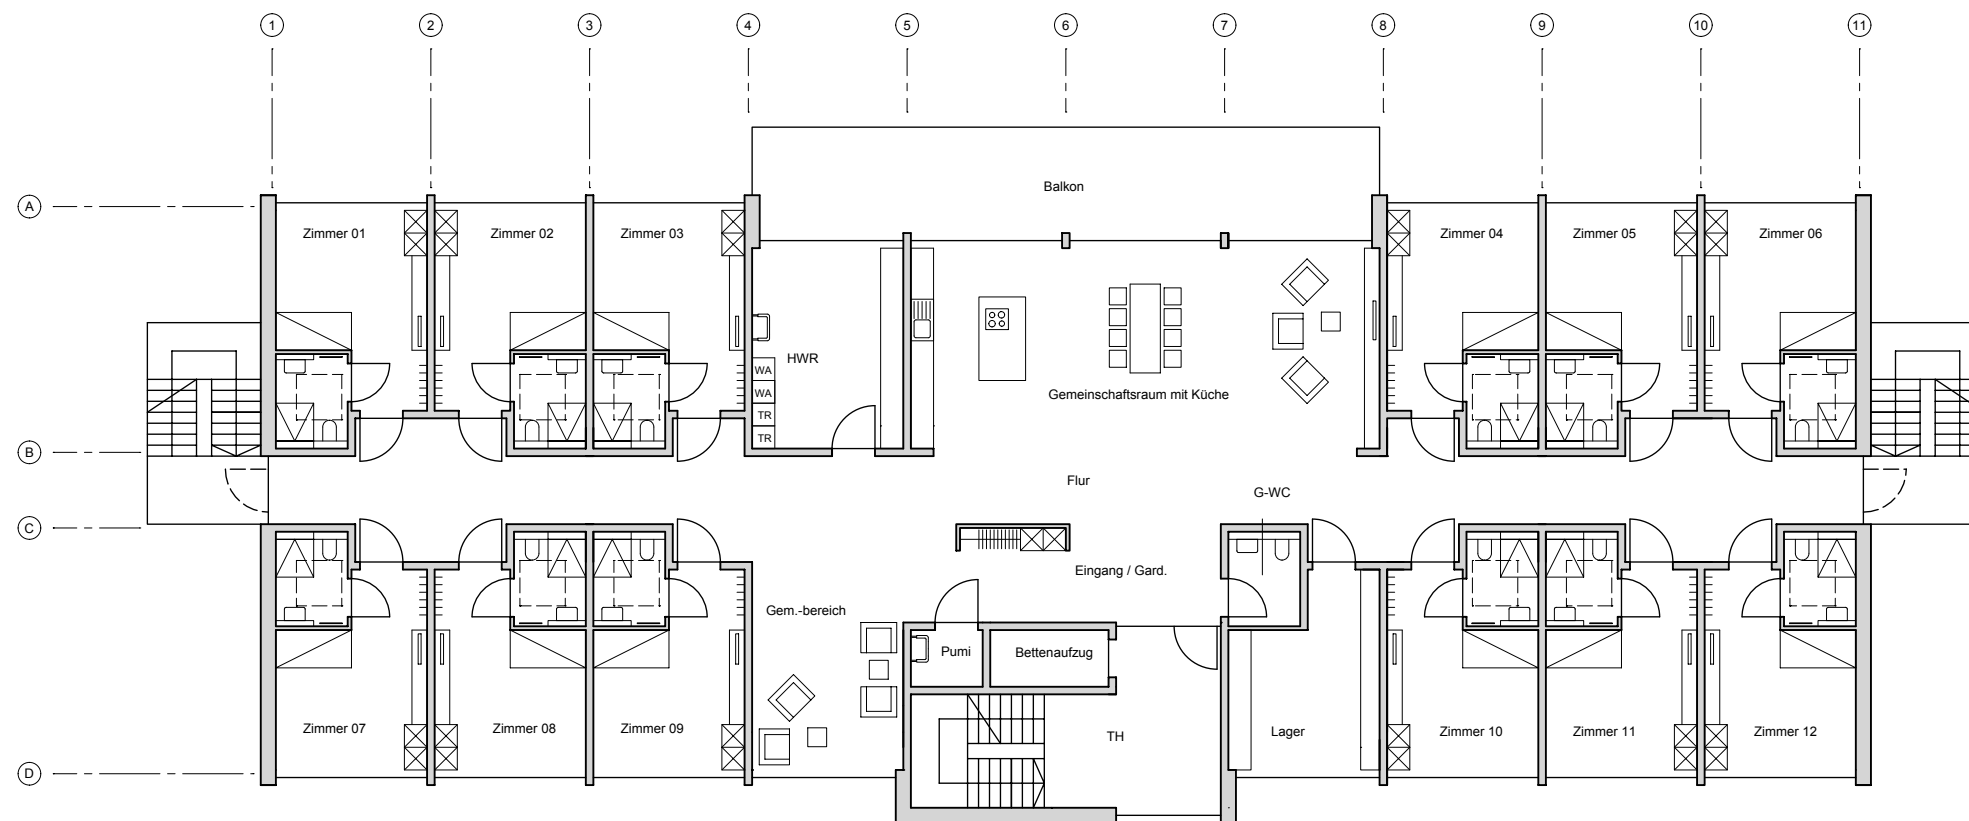 1 2 3 4 5 6 7 8 9 10 11
Balkon
A
Zimmer 01 Zimmer 02 Zimmer 03 Zimmer 04 Zimmer 05 Zimmer 06
HWR
WA
WA
TR
TR
Gemeinschaftsraum mit Küche
B
Flur
G-WC
C
Eingang / Gard.
Gem.-bereich
Pumi Bettenaufzug
Zimmer 07 Zimmer 08 Zimmer 09 TH Lager Zimmer 10 Zimmer 11 Zimmer 12
D